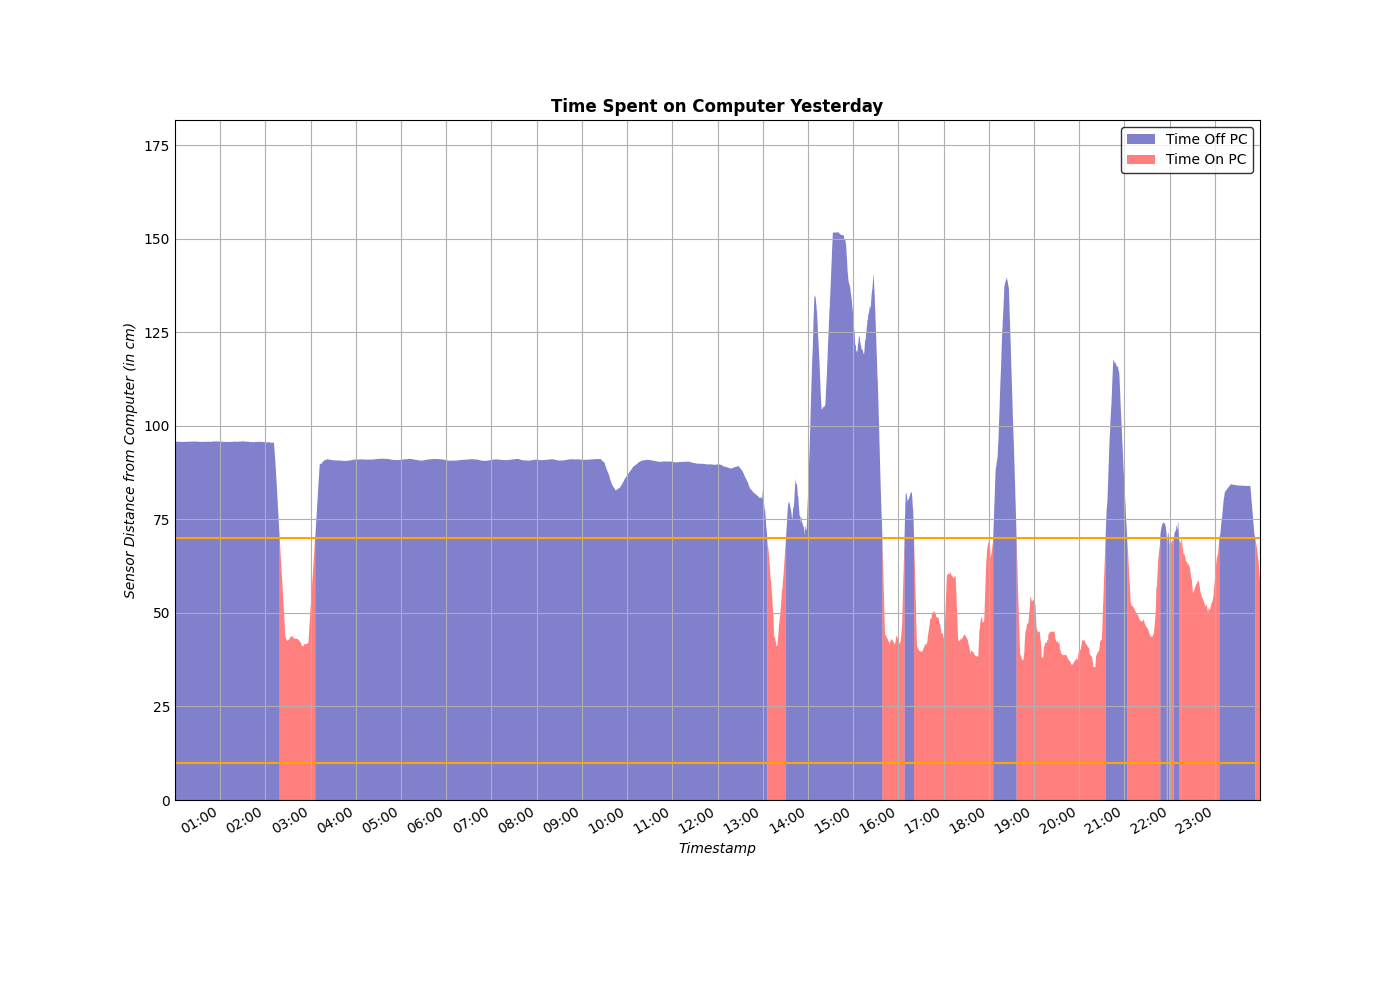 Time Spent on Computer Yesterday
Time Off PC
Time On PC
175
150
125
100
75
50
25
0
Sensor Distance from Computer (in cm)
01:00 02:00 03:00 04:00 05:00 06:00 07:00 08:00 09:00 10:00 11:00 12:00 13:00 14:00 15:00 16:00 17:00 18:00 19:00 20:00 21:00 22:00 23:00
Timestamp